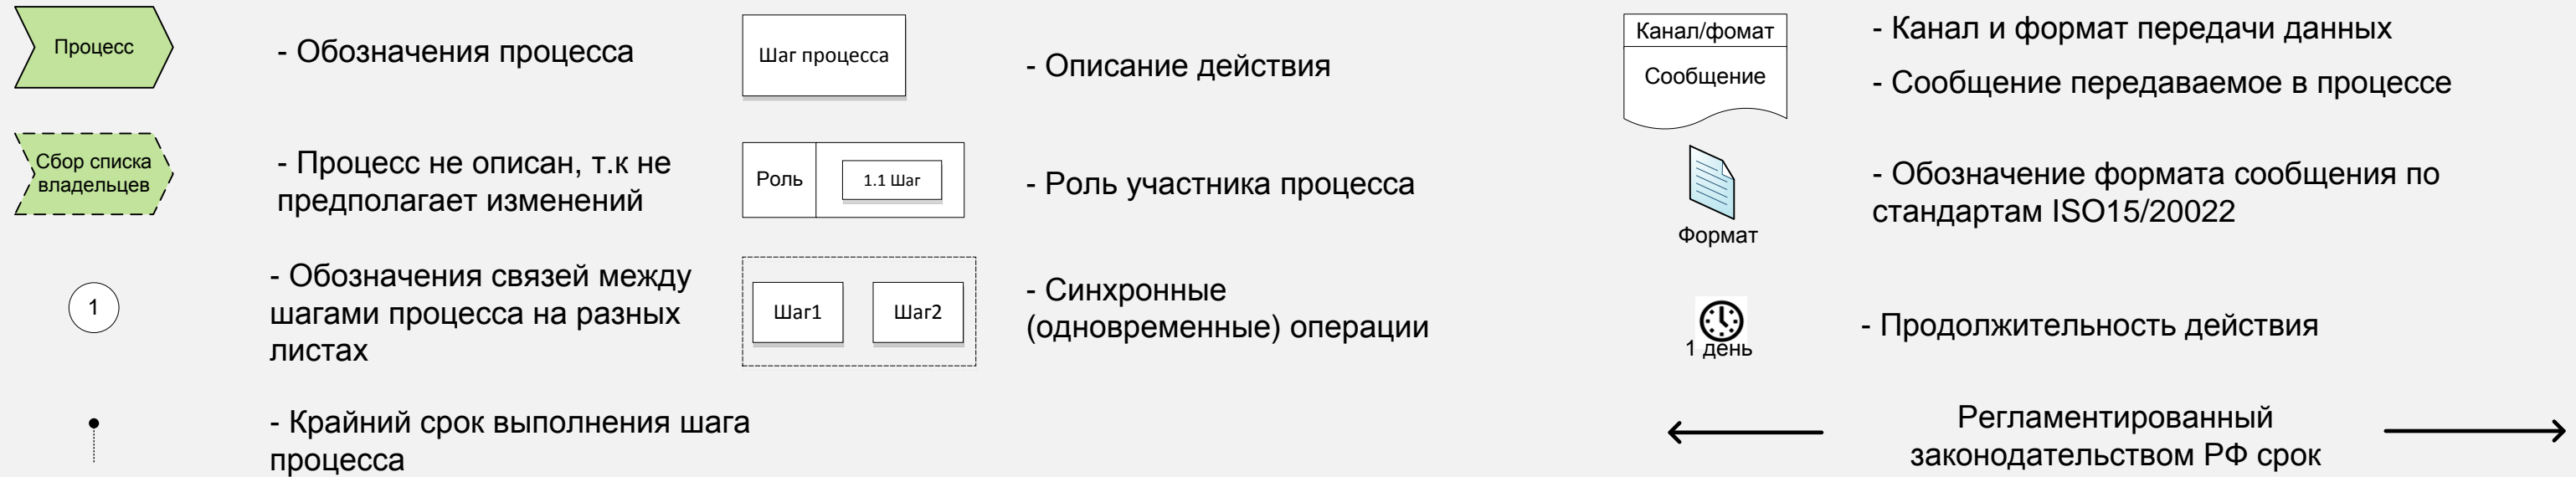 Процесс
- Обозначения процесса
Сбор списка
владельцев
- Процесс не описан, т.к не
предполагает изменений
1
- Обозначения связей между
шагами процесса на разных
листах
- Крайний срок выполнения шага
процесса
Шаг процесса
- Описание действия
Роль
1.1 Шаг
- Роль участника процесса
Шаг1
Шаг2
- Синхронные
(одновременные) операции
Канал/фомат
Сообщение
- Канал и формат передачи данных
- Сообщение передаваемое в процессе
Формат
- Обозначение формата сообщения по
стандартам ISO15/20022
1 день
- Продолжительность действия
Регламентированный
законодательством РФ срок